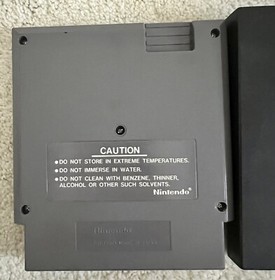 CAUTION
•DO NOT STORE IN EXTREME TEMPERATURES.
•DO NOT IMMERSE IN WATER.
•DO NOT CLEAN WITH BENZENE, THINNER,
ALCOHOL OR OTHER SUCH SOLVENTS.
Nintendo®
Nintendo